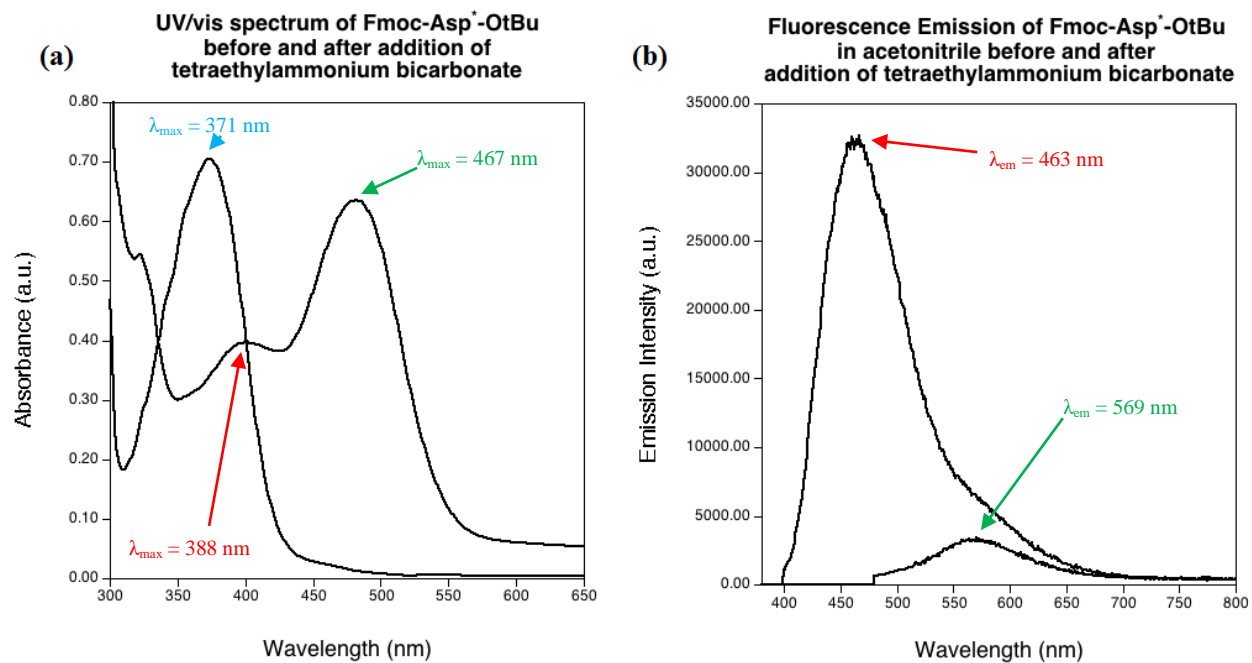 (a)
UV/vis spectrum of Fmoc-Asp*-OtBu
before and after addition of
tetraethylammonium bicarbonate
Absorbance (a.u.)
0.80
0.70
0.60
0.50
0.40
0.30
0.20
0.10
0.00
λmax = 371 nm
λmax = 467 nm
λmax = 388 nm
300 350 400 450 500 550 600 650
Wavelength (nm)
(b)
Fluorescence Emission of Fmoc-Asp*-OtBu
in acetonitrile before and after
addition of tetraethylammonium bicarbonate
Emission Intensity (a.u.)
35000.00
30000.00
25000.00
20000.00
15000.00
10000.00
5000.00
0.00
λem = 463 nm
λem = 569 nm
400 450 500 550 600 650 700 750 800
Wavelength (nm)